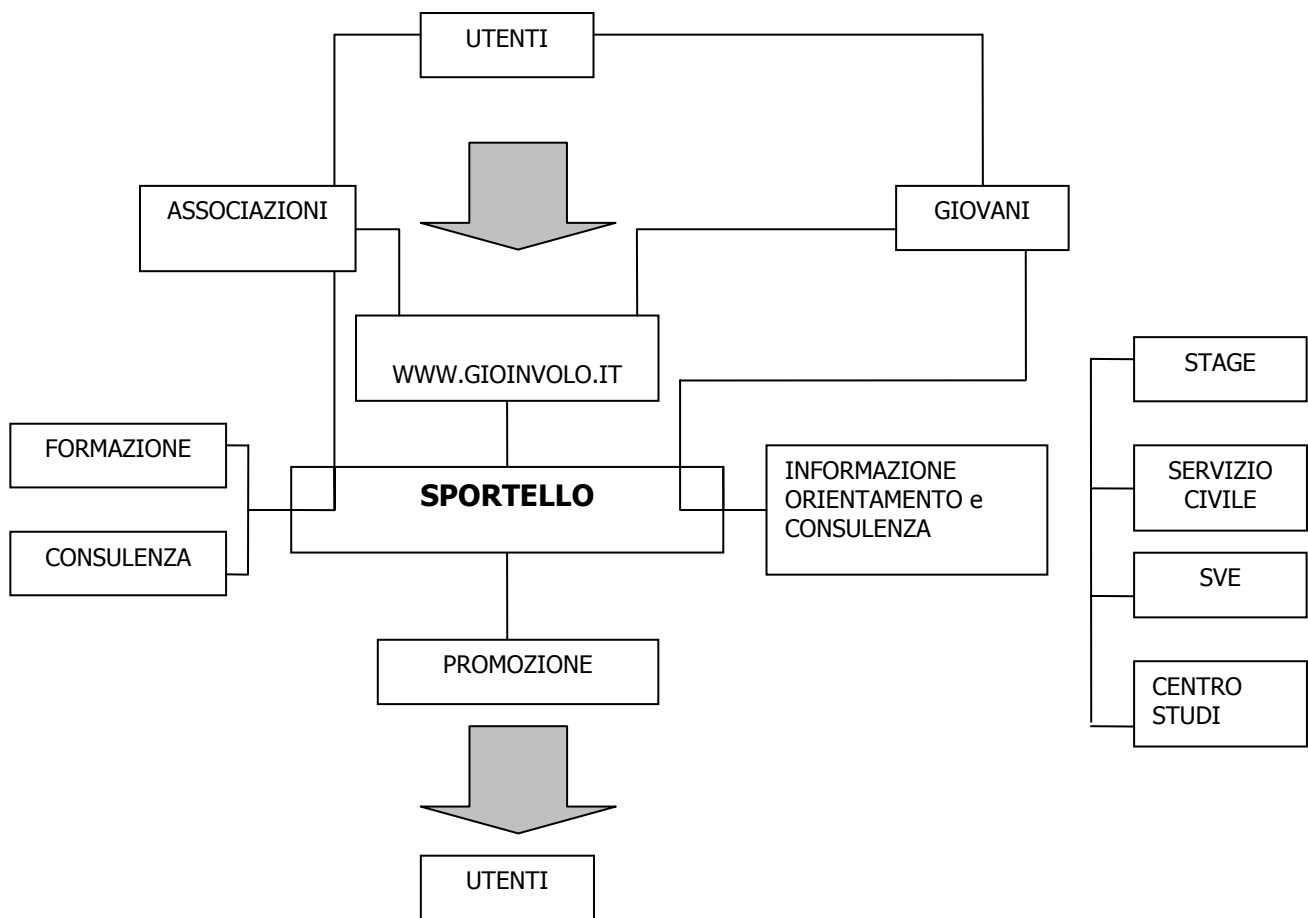 UTENTI
ASSOCIAZIONI
GIOVANI
WWW.GIOINVOLO.IT
STAGE
FORMAZIONE
SPORTELLO
INFORMAZIONE
ORIENTAMENTO e
CONSULENZA
SERVIZIO
CIVILE
CONSULENZA
SVE
PROMOZIONE
CENTRO
STUDI
UTENTI